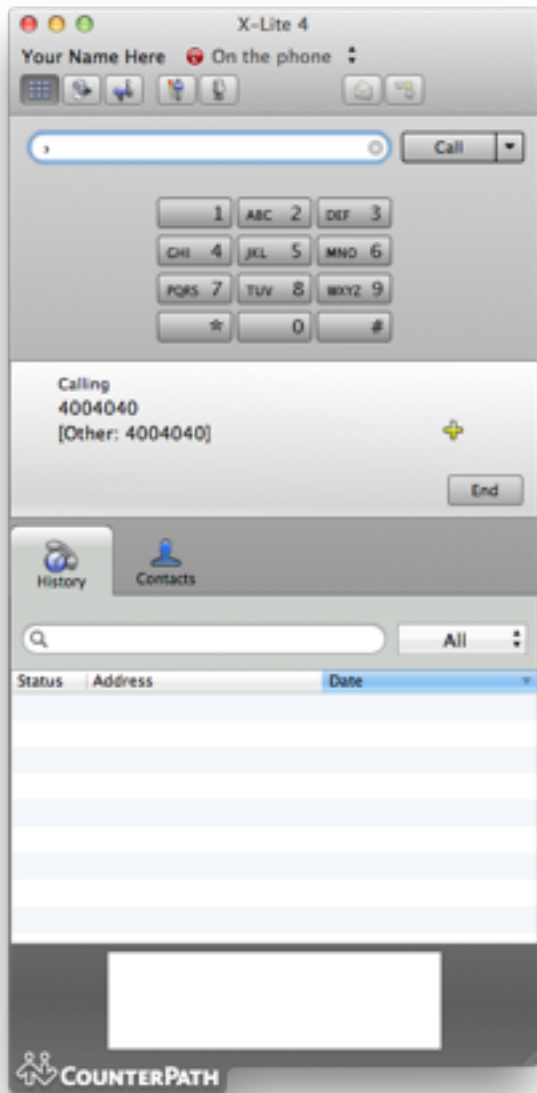 X-Lite 4
Your Name Here On the phone
Call
1 ABC 2 DEF 3
GHI 4 JKL 5 MNO 6
PQRS 7 TUV 8 WXYZ 9
* 0 #
Calling
4004040
[Other: 4004040]
End
History Contacts
All
Status Address Date
COUNTERPATH